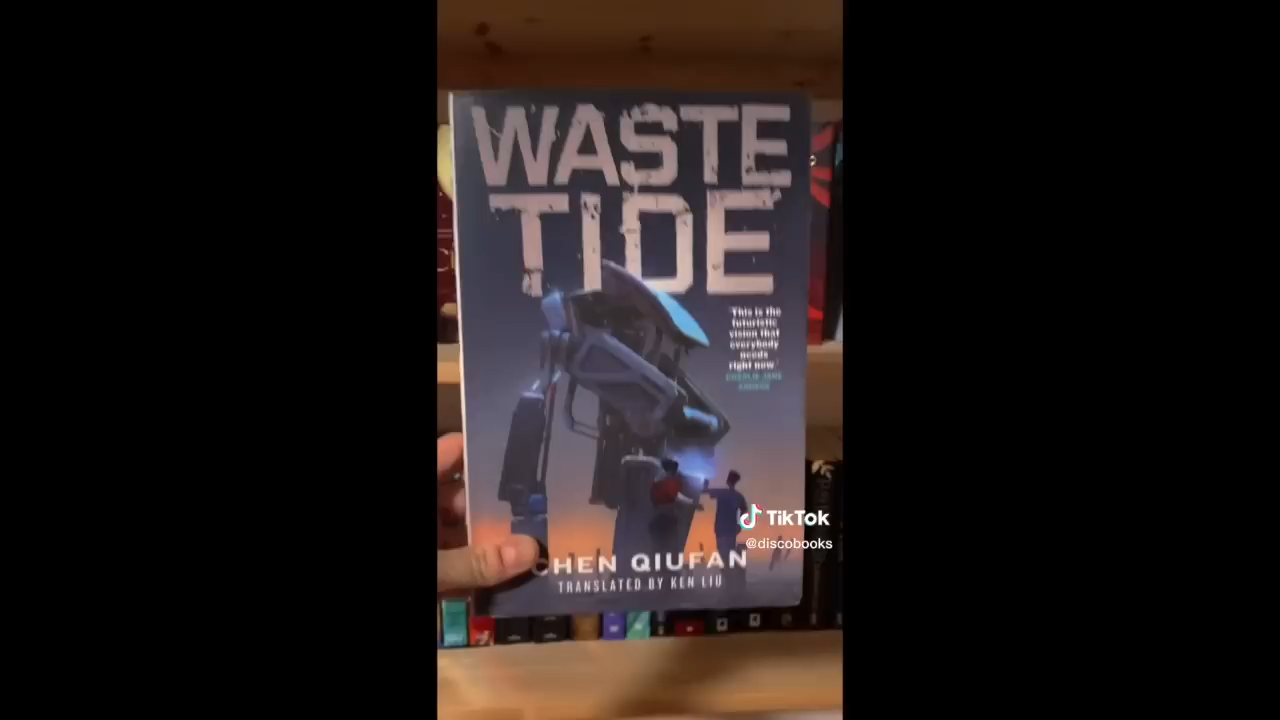 WASTE
TIDE
"This is the
futuristic
vision that
everybody
needs
right now."
CHEN QIUFAN
TRANSLATED BY KEN LIU
TikTok
@discobooks